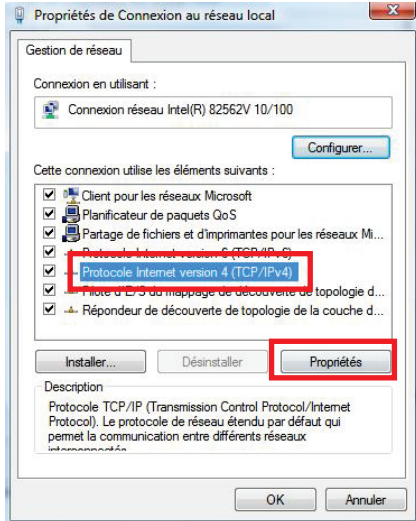 Propriétés de Connexion au réseau local
Gestion de réseau
Connexion en utilisant :
Connexion réseau Intel(R) 82562V 10/100
Configurer...
Cette connexion utilise les éléments suivants :
Client pour les réseaux Microsoft
Planificateur de paquets QoS
Partage de fichiers et d'imprimantes pour les réseaux Mi...
Protocole Internet version 6 (TCP/IPv6)
Protocole Internet version 4 (TCP/IPv4)
Pilote d'E/S du mappage de découverte de topologie d...
Répondeur de découverte de topologie de la couche d...
Installer...
Désinstaller
Propriétés
Description
Protocole TCP/IP (Transmission Control Protocol/Internet
Protocol). Le protocole de réseau étendu par défaut qui
permet la communication entre différents réseaux
interconnectés
OK
Annuler